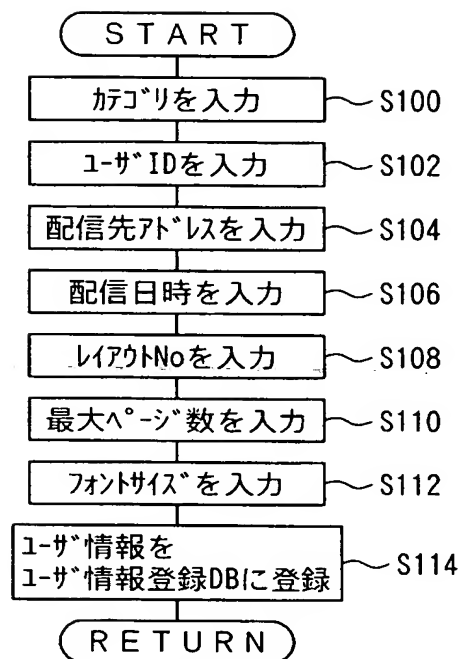 START
ｶﾃｺﾞﾘを入力 S100
ﾕｰｻﾞIDを入力 S102
配信先ｱﾄﾞﾚｽを入力 S104
配信日時を入力 S106
ﾚｲｱｳﾄNoを入力 S108
最大ﾍﾟｰｼﾞ数を入力 S110
ﾌｫﾝﾄｻｲｽﾞを入力 S112
ﾕｰｻﾞ情報を
ﾕｰｻﾞ情報登録DBに登録 S114
RETURN